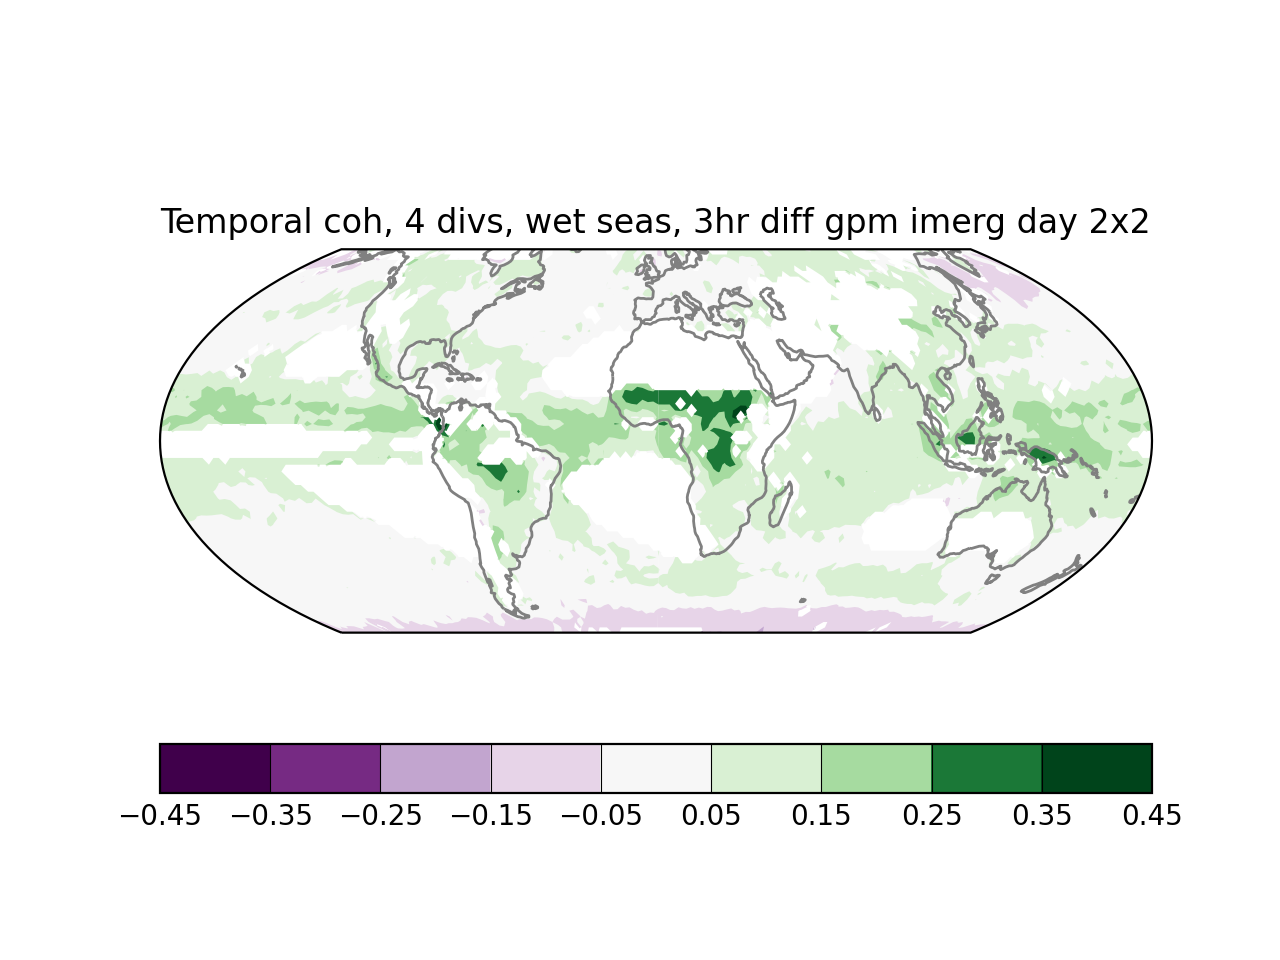 Temporal coh, 4 divs, wet seas, 3hr diff gpm imerg day 2x2
−0.45 −0.35 −0.25 −0.15 −0.05 0.05 0.15 0.25 0.35 0.45